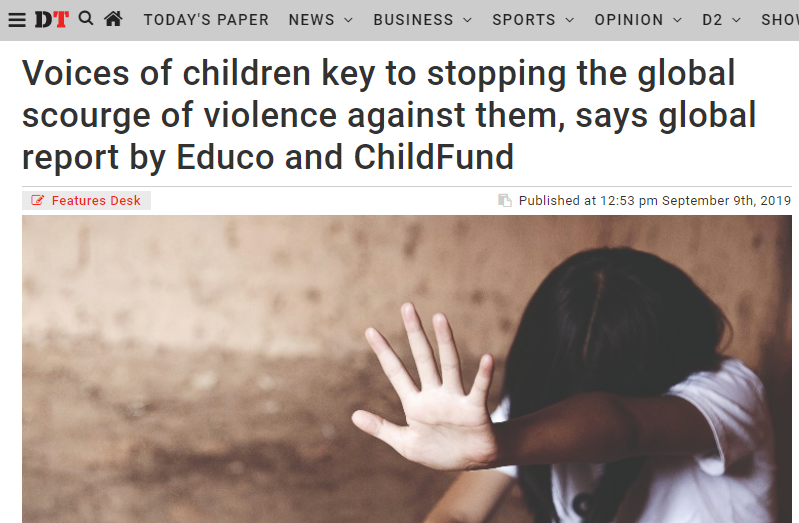 DT TODAY'S PAPER NEWS BUSINESS SPORTS OPINION D2 SHOW
Voices of children key to stopping the global
scourge of violence against them, says global
report by Educo and ChildFund
Features Desk Published at 12:53 pm September 9th, 2019